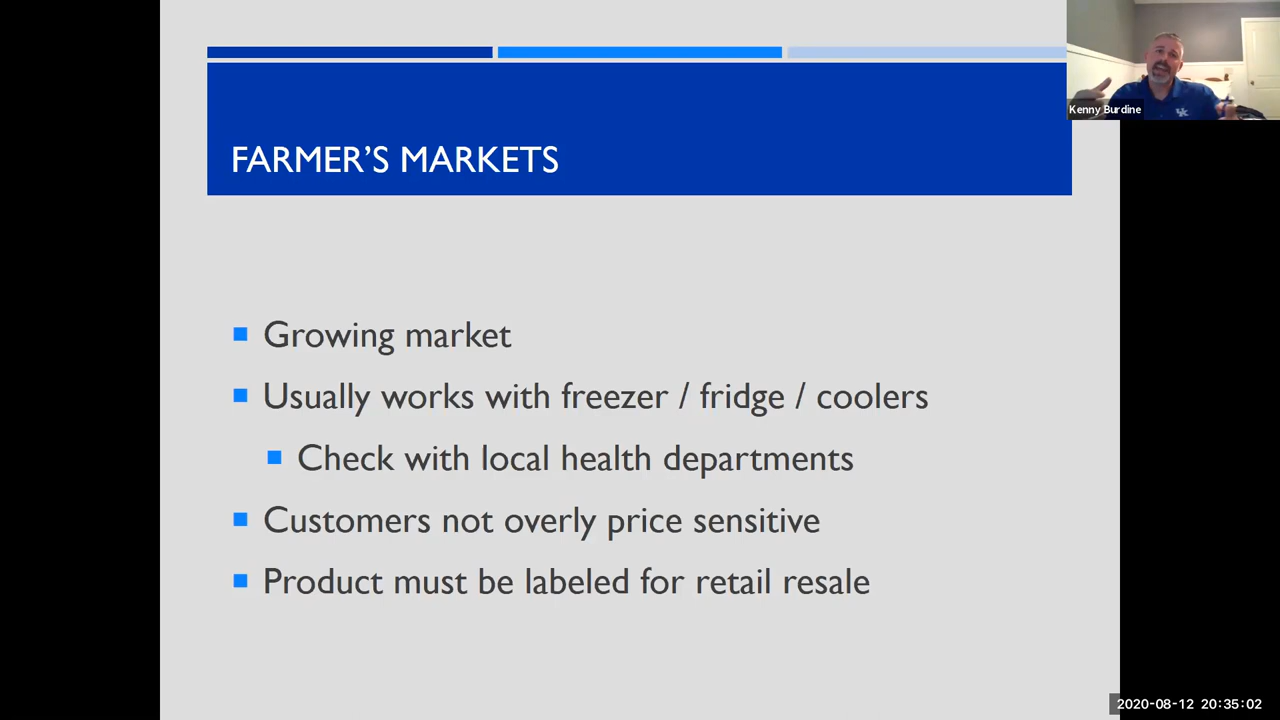 FARMER’S MARKETS
Kenny Burdine
UK
Growing market
Usually works with freezer / fridge / coolers
Check with local health departments
Customers not overly price sensitive
Product must be labeled for retail resale
2020-08-12 20:35:02